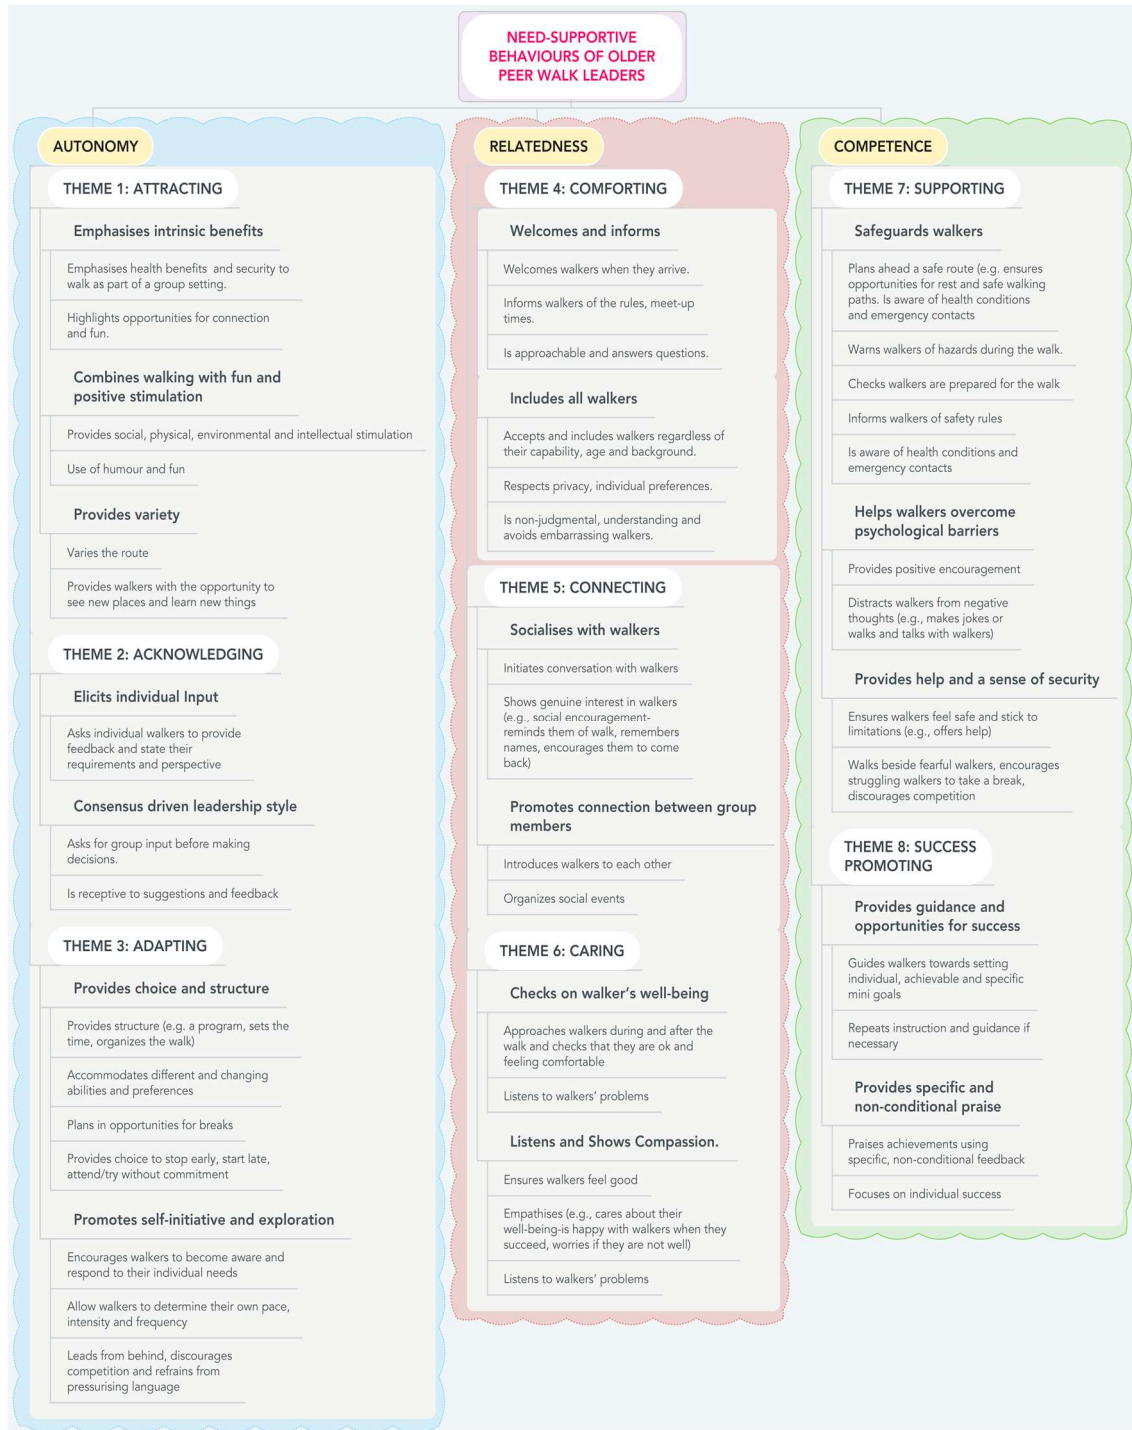 NEED-SUPPORTIVE
BEHAVIOURS OF OLDER
PEER WALK LEADERS
AUTONOMY
THEME 1: ATTRACTING
Emphasises intrinsic benefits
Emphasises health benefits and security to
walk as part of a group setting.
Highlights opportunities for connection
and fun.
Combines walking with fun and
positive stimulation
Provides social, physical, environmental and intellectual stimulation
Use of humour and fun
Provides variety
Varies the route
Provides walkers with the opportunity to
see new places and learn new things
THEME 2: ACKNOWLEDGING
Elicits individual Input
Asks individual walkers to provide
feedback and state their
requirements and perspective
Consensus driven leadership style
Asks for group input before making
decisions.
Is receptive to suggestions and feedback
THEME 3: ADAPTING
Provides choice and structure
Provides structure (e.g. a program, sets the
time, organizes the walk)
Accommodates different and changing
abilities and preferences
Plans in opportunities for breaks
Provides choice to stop early, start late,
attend/try without commitment
Promotes self-initiative and exploration
Encourages walkers to become aware and
respond to their individual needs
Allow walkers to determine their own pace,
intensity and frequency
Leads from behind, discourages
competition and refrains from
pressurising language
RELATEDNESS
THEME 4: COMFORTING
Welcomes and informs
Welcomes walkers when they arrive.
Informs walkers of the rules, meet-up
times.
Is approachable and answers questions.
Includes all walkers
Accepts and includes walkers regardless of
their capability, age and background.
Respects privacy, individual preferences.
Is non-judgmental, understanding and
avoids embarrassing walkers.
THEME 5: CONNECTING
Socialises with walkers
Initiates conversation with walkers
Shows genuine interest in walkers
(e.g., social encouragement-
reminds them of walk, remembers
names, encourages them to come
back)
Promotes connection between group
members
Introduces walkers to each other
Organizes social events
THEME 6: CARING
Checks on walker's well-being
Approaches walkers during and after the
walk and checks that they are ok and
feeling comfortable
Listens to walkers' problems
Listens and Shows Compassion.
Ensures walkers feel good
Empathises (e.g., cares about their
well-being-is happy with walkers when they
succeed, worries if they are not well)
Listens to walkers' problems
COMPETENCE
THEME 7: SUPPORTING
Safeguards walkers
Plans ahead a safe route (e.g. ensures
opportunities for rest and safe walking
paths. Is aware of health conditions
and emergency contacts
Warns walkers of hazards during the walk.
Checks walkers are prepared for the walk
Informs walkers of safety rules
Is aware of health conditions and
emergency contacts
Helps walkers overcome
psychological barriers
Provides positive encouragement
Distracts walkers from negative
thoughts (e.g., makes jokes or
walks and talks with walkers)
Provides help and a sense of security
Ensures walkers feel safe and stick to
limitations (e.g., offers help)
Walks beside fearful walkers, encourages
struggling walkers to take a break,
discourages competition
THEME 8: SUCCESS
PROMOTING
Provides guidance and
opportunities for success
Guides walkers towards setting
individual, achievable and specific
mini goals
Repeats instruction and guidance if
necessary
Provides specific and
non-conditional praise
Praises achievements using
specific, non-conditional feedback
Focuses on individual success